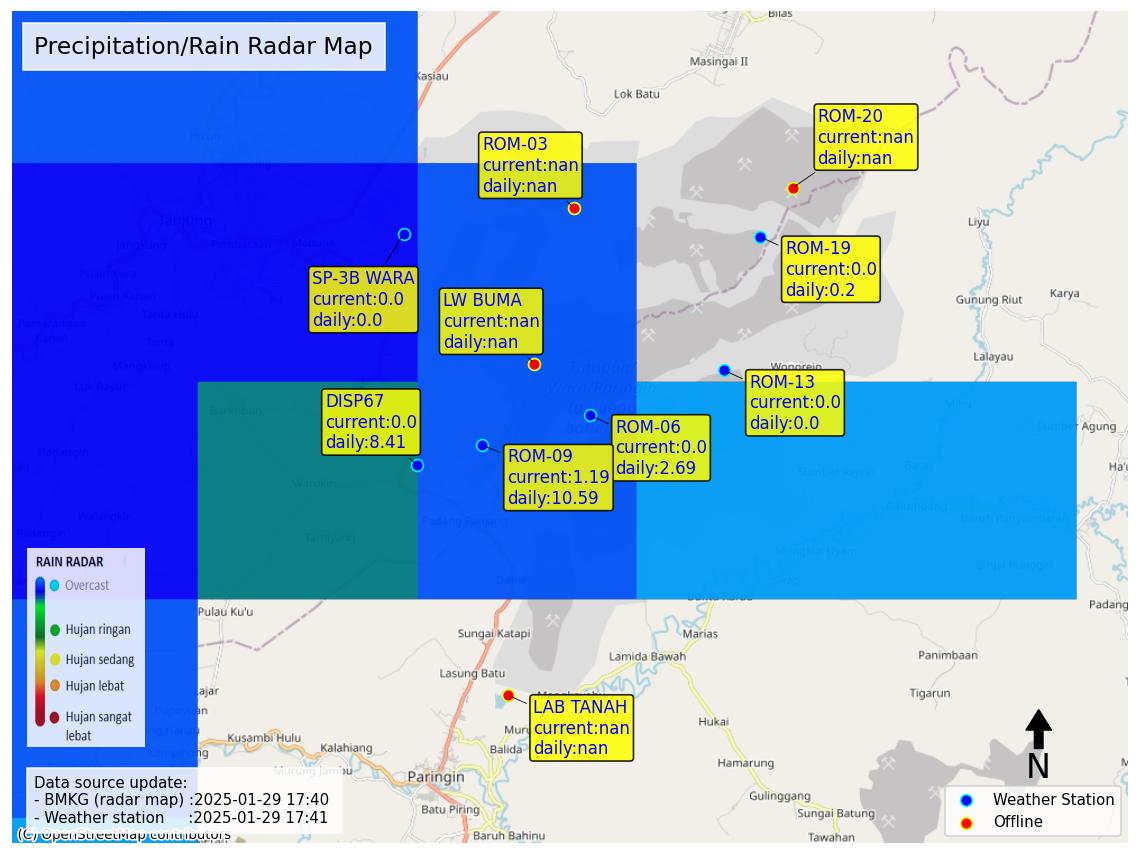 Precipitation/Rain Radar Map
Bilas
Masingai II
Kasiau
Lok Batu
ROM-20
current:nan
daily:nan
ROM-03
current:nan
daily:nan
Tanjung
Liyu
ROM-19
current:0.0
daily:0.2
SP-3B WARA
current:0.0
daily:0.0
LW BUMA
current:nan
daily:nan
Gunung Riut
Karya
Lalayau
Wonorejo
ROM-13
current:0.0
daily:0.0
DISP67
current:0.0
daily:8.41
ROM-06
current:0.0
daily:2.69
ROM-09
current:1.19
daily:10.59
Sumber Agung
Sumber Rejeki
Warukin
Padang Panjang
Tamiyang
Dahai
RAIN RADAR
Overcast
Hujan ringan
Hujan sedang
Hujan lebat
Hujan sangat
lebat
Pulau Ku'u
Padang
Sungai Katapi
Marias
Lamida Bawah
Panimbaan
Lasung Batu
Tigarun
LAB TANAH
current:nan
daily:nan
Hukai
Kusambi Hulu
Kalahiang
Balida
Murung Jambu
Paringin
Hamarung
Batu Piring
Gulinggang
Sungai Batung
Baruh Bahinu
Tawahan
N
Weather Station
Offline
Data source update:
- BMKG (radar map) :2025-01-29 17:40
- Weather station :2025-01-29 17:41
(C) OpenStreetMap contributors